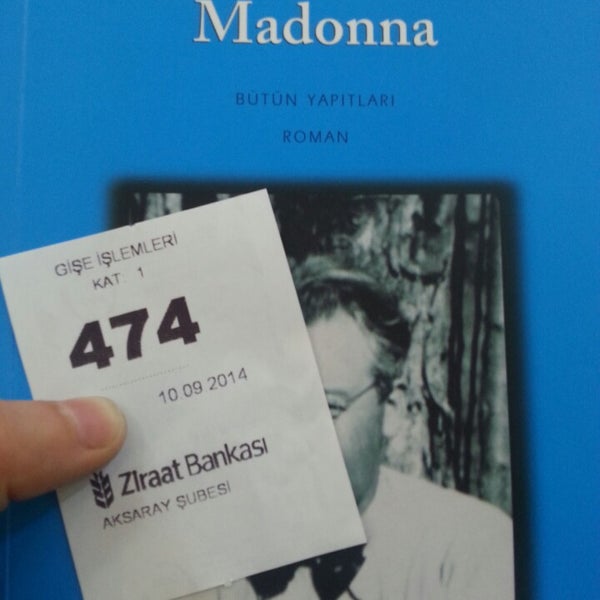 Madonna
BÜTÜN YAPITLARI
ROMAN
GİŞE İŞLEMLERİ
KAT: 1
474
10.09.2014
Ziraat Bankası
AKSARAY ŞUBESİ